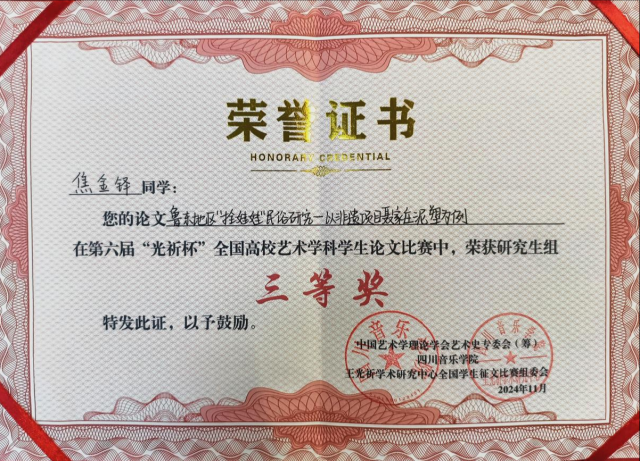 荣誉证书
HONORARY CREDENTIAL
焦金铎 同学：
您的论文鲁东地区“拴娃娃”民俗研究—以非遗项目聂家庄泥塑为例
在第六届“光祈杯”全国高校艺术学科学生论文比赛中，荣获研究生组
三等奖
特发此证，以予鼓励。
中国艺术学理论学会艺术史专委会（筹）
四川音乐学院
王光祈学术研究中心全国学生征文比赛组委会
2024年11月